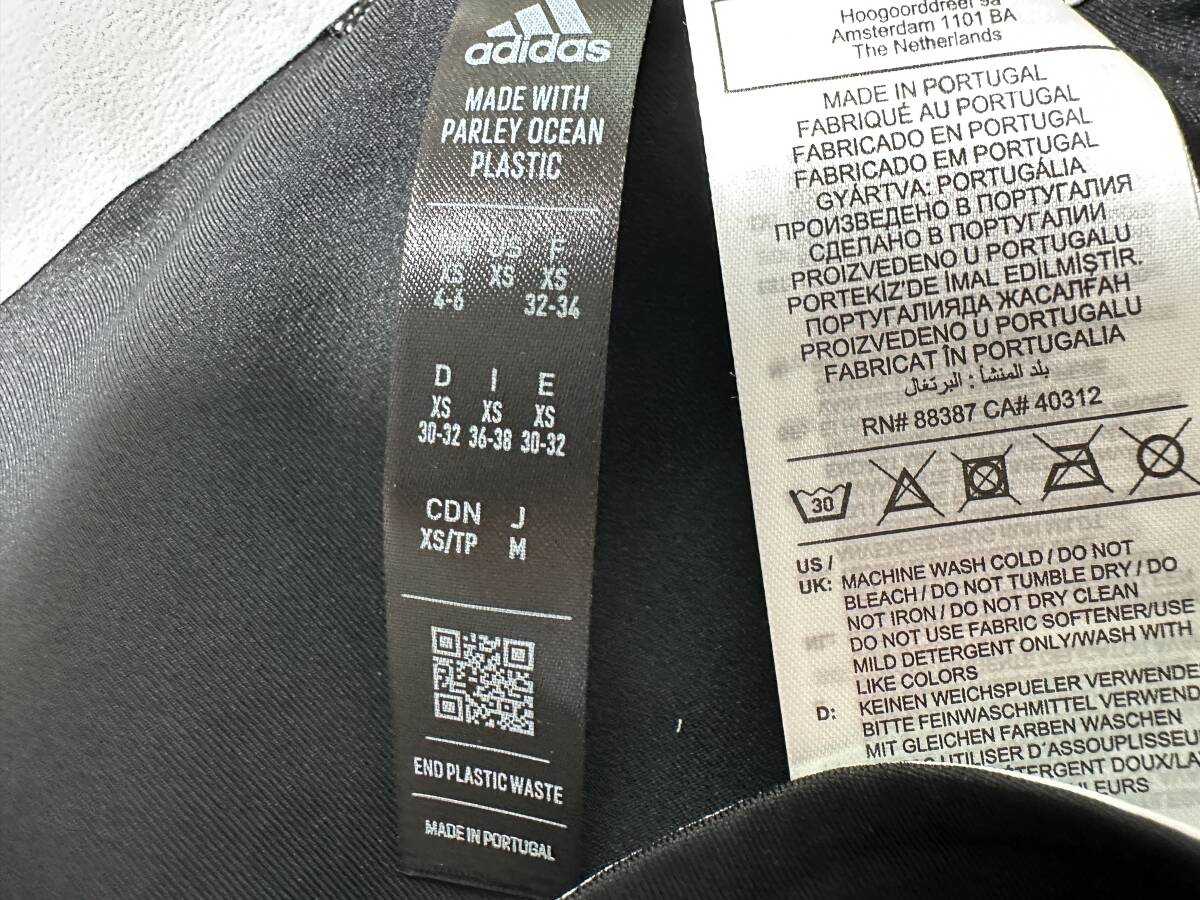 adidas
MADE WITH
PARLEY OCEAN
PLASTIC
US F
XS XS XS
4-6 32-34
D I E
XS XS XS
30-32 36-38 30-32
CDN J
XS/TP M
END PLASTIC WASTE
MADE IN PORTUGAL
Hoogoorddreef 9a
Amsterdam 1101 BA
The Netherlands
MADE IN PORTUGAL
FABRIQUÉ AU PORTUGAL
FABRICADO EN PORTUGAL
FABRICADO EM PORTUGAL
GYÁRTVA: PORTUGÁLIA
ПРОИЗВЕДЕНО В ПОРТУГАЛИЯ
СДЕЛАНО В ПОРТУГАЛИИ
PROIZVEDENO U PORTUGALU
PORTEKİZ'DE İMAL EDİLMİŞTİR.
ПОРТУГАЛИЯДА ЖАСАЛҒАН
PROIZVEDENO U PORTUGALU
FABRICAT ÎN PORTUGALIA
بلد المنشأ : البرتغال
RN# 88387 CA# 40312
30
US /
UK: MACHINE WASH COLD / DO NOT
BLEACH / DO NOT TUMBLE DRY / DO
NOT IRON / DO NOT DRY CLEAN
DO NOT USE FABRIC SOFTENER/USE
MILD DETERGENT ONLY/WASH WITH
LIKE COLORS
D: KEINEN WEICHSPUELER VERWENDE
BITTE FEINWASCHMITTEL VERWEND
MIT GLEICHEN FARBEN WASCHEN
UTILISER D'ASSOUPLISSEU
TERGENT DOUX/LA
LEURS